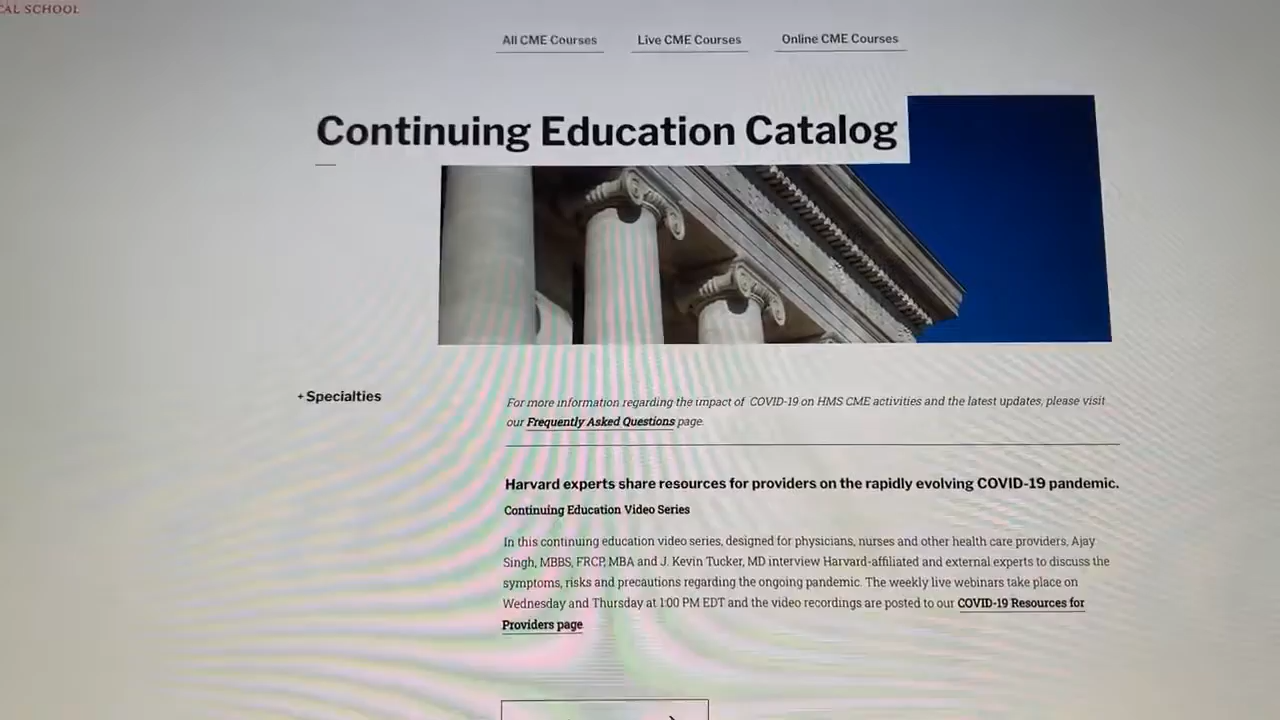 CAL SCHOOL
All CME Courses
Live CME Courses
Online CME Courses
Continuing Education Catalog
+ Specialties
For more information regarding the impact of COVID-19 on HMS CME activities and the latest updates, please visit
our Frequently Asked Questions page.
Harvard experts share resources for providers on the rapidly evolving COVID-19 pandemic.
Continuing Education Video Series
In this continuing education video series, designed for physicians, nurses and other health care providers, Ajay
Singh, MBBS, FRCP, MBA and J. Kevin Tucker, MD interview Harvard-affiliated and external experts to discuss the
symptoms, risks and precautions regarding the ongoing pandemic. The weekly live webinars take place on
Wednesday and Thursday at 1:00 PM EDT and the video recordings are posted to our COVID-19 Resources for
Providers page